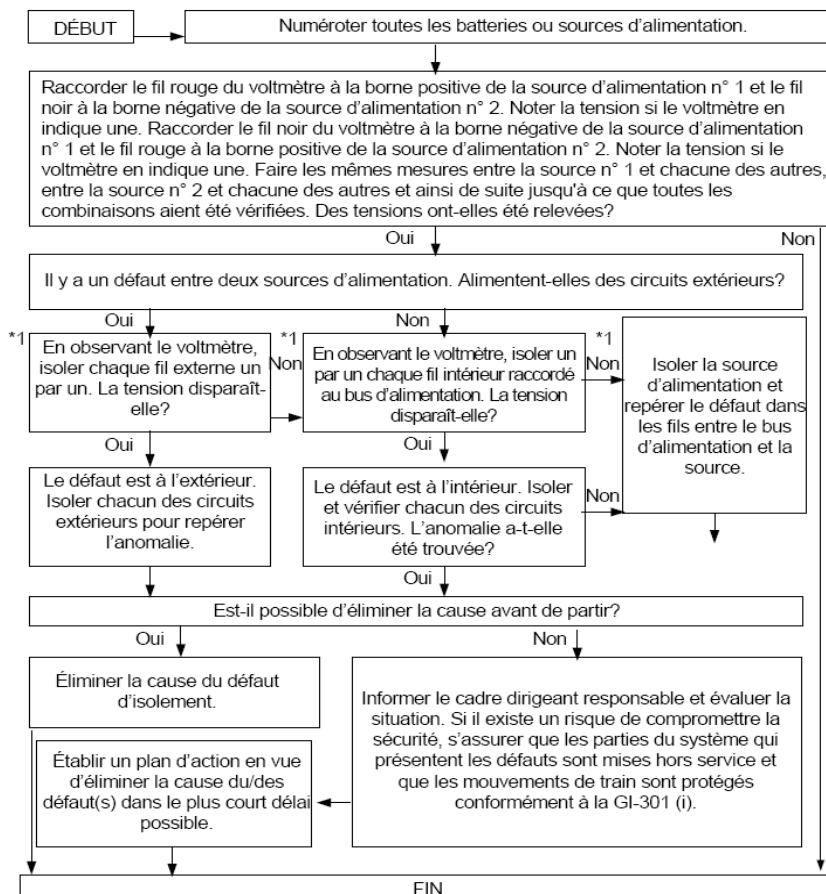 DÉBUT
Numéroter toutes les batteries ou sources d'alimentation.
Raccorder le fil rouge du voltmètre à la borne positive de la source d'alimentation n° 1 et le fil
noir à la borne négative de la source d'alimentation n° 2. Noter la tension si le voltmètre en
indique une. Raccorder le fil noir du voltmètre à la borne négative de la source d'alimentation
n° 1 et le fil rouge à la borne positive de la source d'alimentation n° 2. Noter la tension si le
voltmètre en indique une. Faire les mêmes mesures entre la source n° 1 et chacune des autres,
entre la source n° 2 et chacune des autres et ainsi de suite jusqu'à ce que toutes les
combinaisons aient été vérifiées. Des tensions ont-elles été relevées?
Oui
Non
Il y a un défaut entre deux sources d'alimentation. Alimentent-elles des circuits extérieurs?
Oui
Non
*1
En observant le voltmètre,
isoler chaque fil externe un
par un. La tension disparaît-
elle?
*1
Non
En observant le voltmètre, isoler un
par un chaque fil intérieur raccordé
au bus d'alimentation. La tension
disparaît-elle?
*1
Non
Isoler la source
d'alimentation et
repérer le défaut dans
les fils entre le bus
d'alimentation et la
source.
Oui
Oui
Le défaut est à l'extérieur.
Isoler chacun des circuits
extérieurs pour repérer
l'anomalie.
Le défaut est à l'intérieur. Isoler
et vérifier chacun des circuits
intérieurs. L'anomalie a-t-elle
été trouvée?
Non
Oui
Est-il possible d'éliminer la cause avant de partir?
Oui
Non
Éliminer la cause du défaut
d'isolement.
Informer le cadre dirigeant responsable et évaluer la
situation. Si il existe un risque de compromettre la
sécurité, s'assurer que les parties du système qui
présentent les défauts sont mises hors service et
que les mouvements de train sont protégés
conformément à la GI-301 (i).
Établir un plan d'action en vue
d'éliminer la cause du/des
défaut(s) dans le plus court délai
possible.
FIN